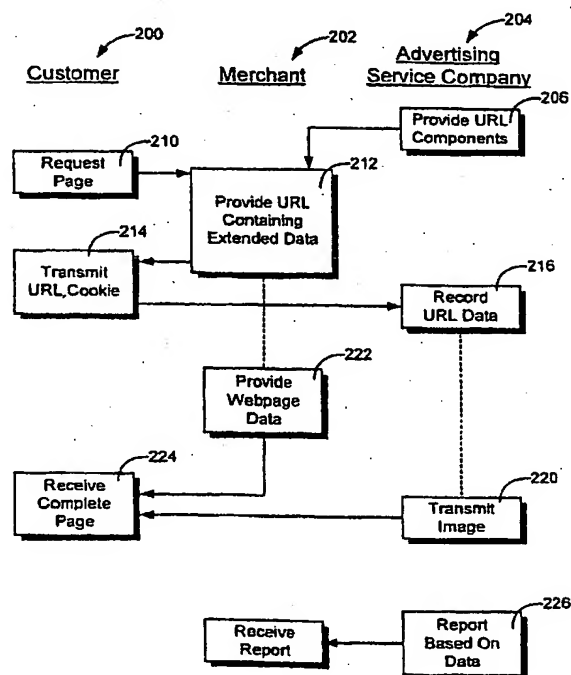 200
202
204
Customer
Merchant
Advertising
Service Company
206
Provide URL
Components
210
Request
Page
212
Provide URL
Containing
Extended Data
214
Transmit
URL,Cookie
216
Record
URL Data
222
Provide
Webpage
Data
224
Receive
Complete
Page
220
Transmit
Image
226
Receive
Report
Report
Based On
Data